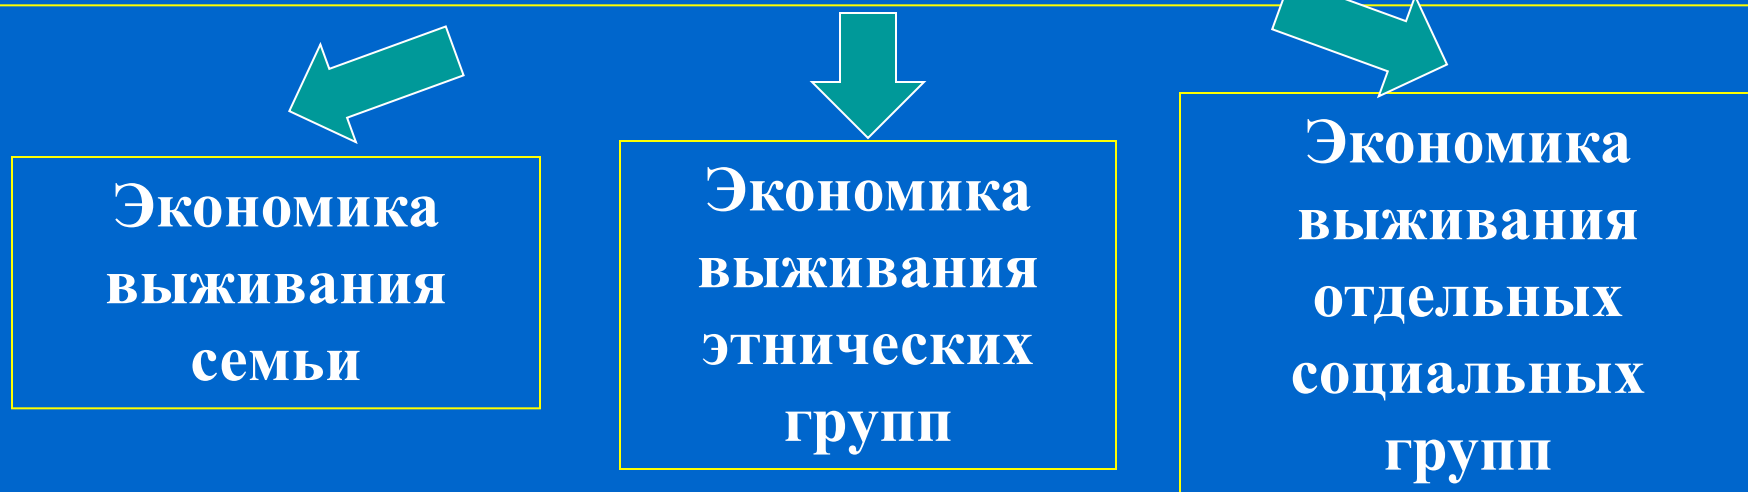 Экономика
выживания
семьи
Экономика
выживания
этнических
групп
Экономика
выживания
отдельных
социальных
групп